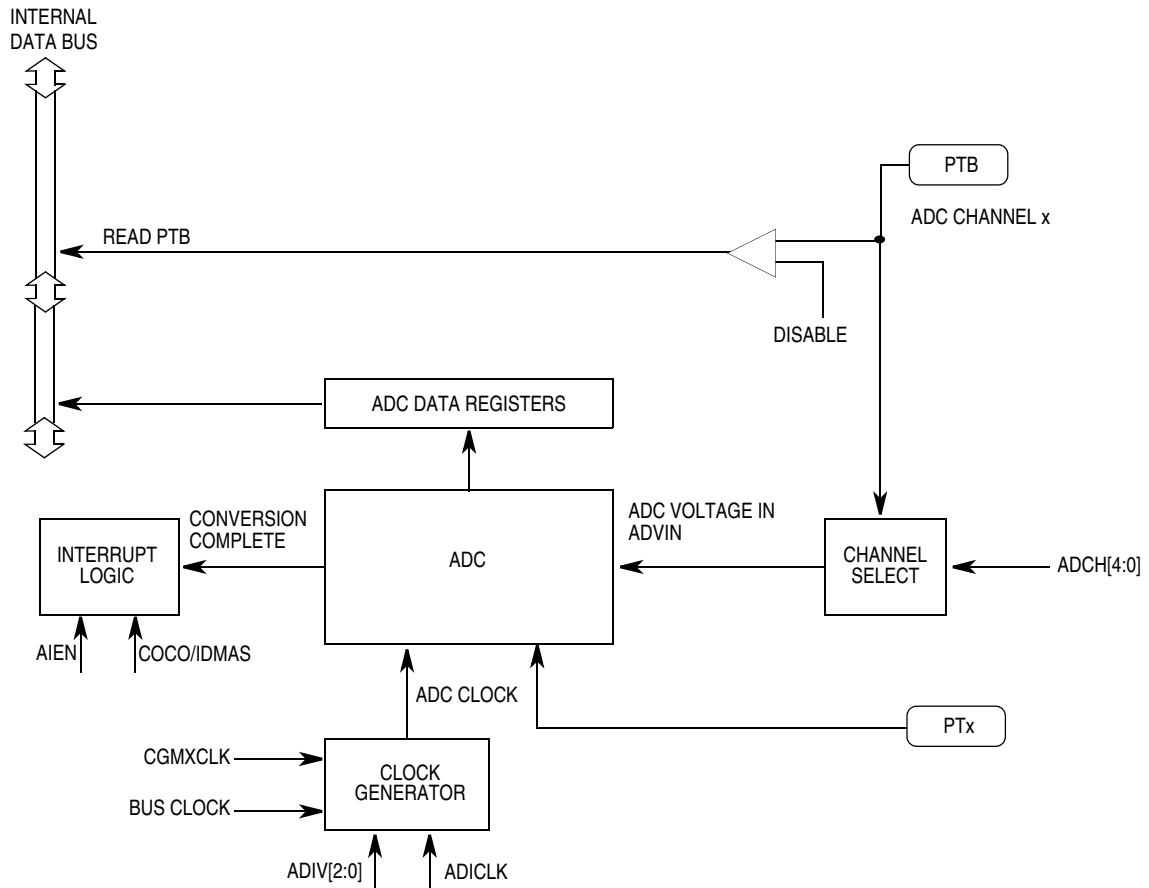 INTERNAL
DATA BUS
PTB
ADC CHANNEL x
READ PTB
DISABLE
ADC DATA REGISTERS
CONVERSION
COMPLETE
ADC VOLTAGE IN
ADVIN
INTERRUPT
LOGIC
ADC
CHANNEL
SELECT
ADCH[4:0]
AIEN
COCO/IDMAS
ADC CLOCK
PTx
CGMXCLK
CLOCK
GENERATOR
BUS CLOCK
ADIV[2:0]
ADICLK